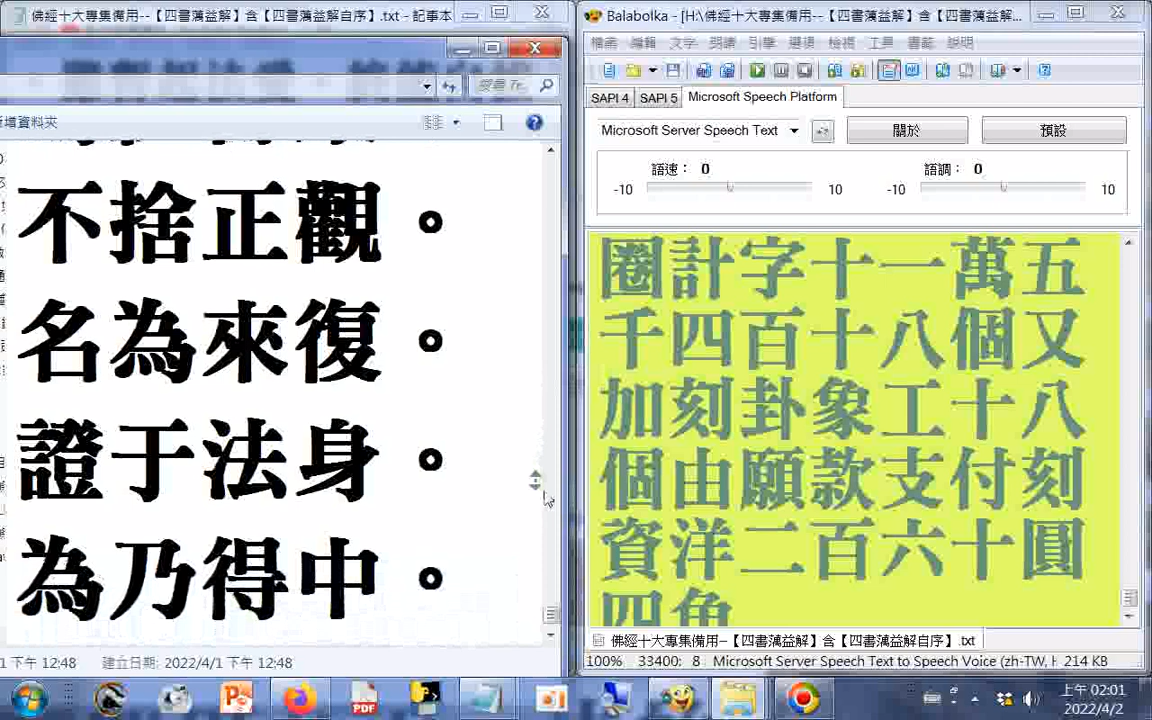 佛經十大專集備用--【四書蕅益解】含【四書蕅益解自序】.txt - 記事本
搜尋 Te...
新增資料夾
不捨正觀。
名為來復。
證于法身。
為乃得中。
下午 12:48 建立日期: 2022/4/1 下午 12:48
Balabolka - [H:\佛經十大專集備用--【四書蕅益解】含【四書蕅益解...
檔案 編輯 文字 朗讀 引擎 選項 檢視 工具 書籤 說明
SAPI 4 SAPI 5 Microsoft Speech Platform
Microsoft Server Speech Text 關於 預設
語速： 0 語調： 0
-10 10 -10 10
圈計字十一萬五
千四百十八個又
加刻卦象工十八
個由願款支付刻
資洋二百六十圓
四角
佛經十大專集備用--【四書蕅益解】含【四書蕅益解自序】.txt
100% 33400: 8 Microsoft Server Speech Text to Speech Voice (zh-TW, H 214 KB
PDF
上午 02:01
2022/4/2